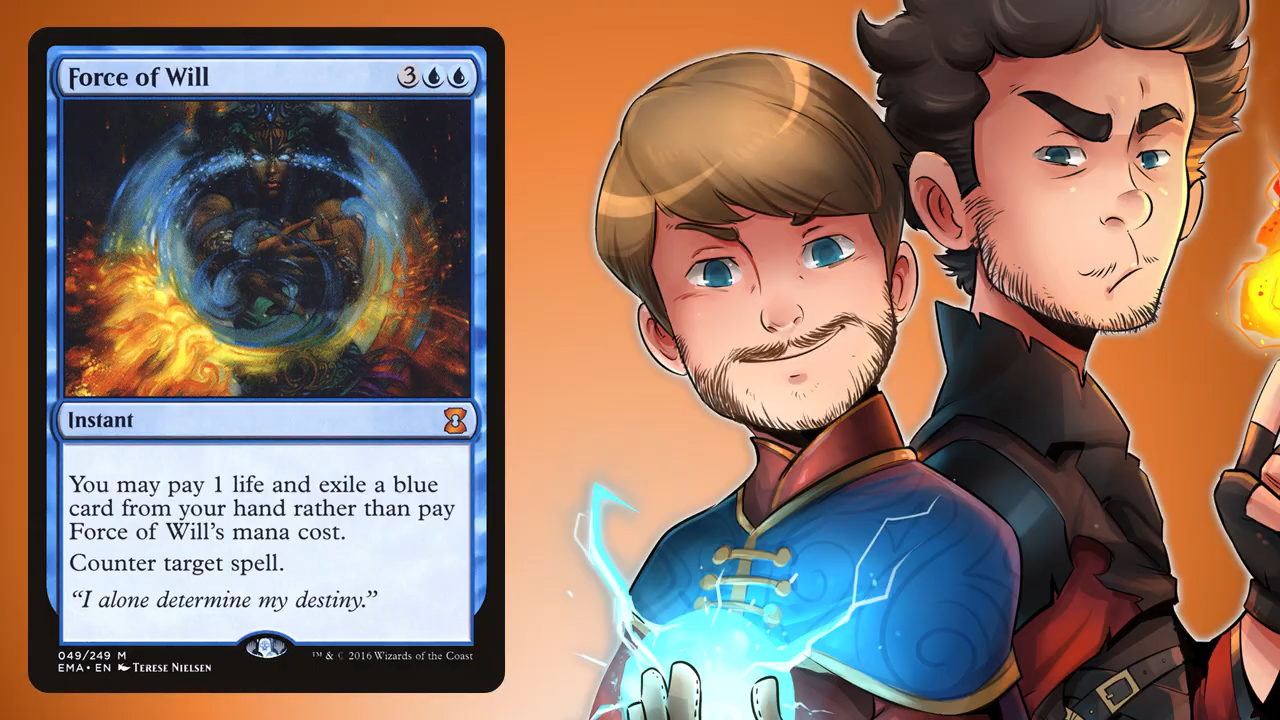 Force of Will 3
Instant
You may pay 1 life and exile a blue
card from your hand rather than pay
Force of Will's mana cost.
Counter target spell.
“I alone determine my destiny.”
049/249 M
EMA • EN Terese Nielsen
™ & © 2016 Wizards of the Coast